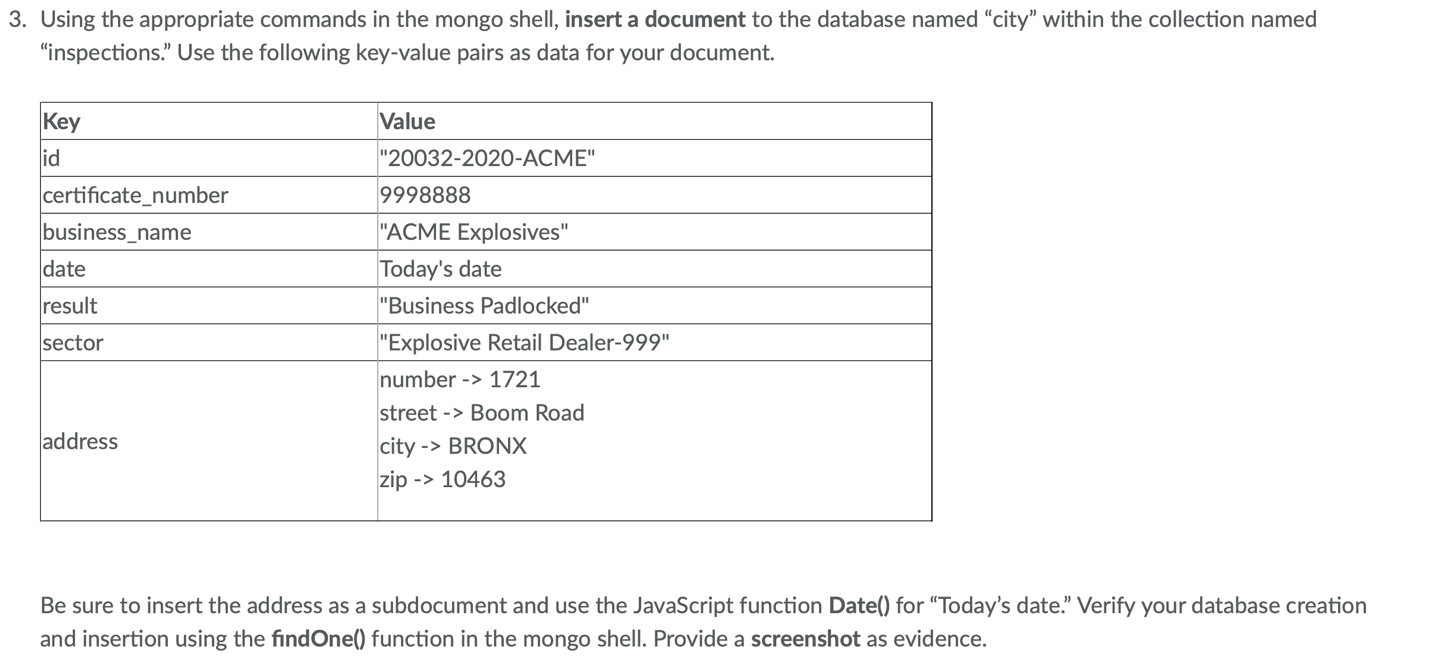 3. Using the appropriate commands in the mongo shell, insert a document to the database named “city” within the collection named
“inspections.” Use the following key-value pairs as data for your document.
Key Value
id "20032-2020-ACME"
certificate_number 9998888
business_name "ACME Explosives"
date Today's date
result "Business Padlocked"
sector "Explosive Retail Dealer-999"
address
number -> 1721
street -> Boom Road
city -> BRONX
zip -> 10463
Be sure to insert the address as a subdocument and use the JavaScript function Date() for “Today’s date.” Verify your database creation
and insertion using the findOne() function in the mongo shell. Provide a screenshot as evidence.